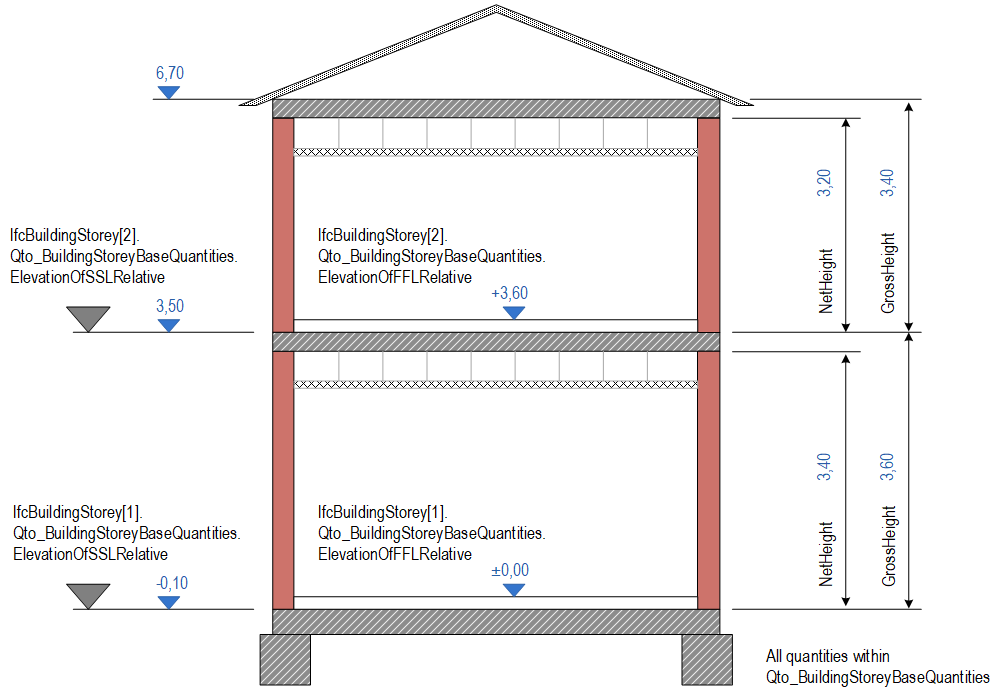 6,70
3,20
3,40
NetHeight
GrossHeight
IfcBuildingStorey[2].
Qto_BuildingStoreyBaseQuantities.
ElevationOfSSLRelative
3,50
IfcBuildingStorey[2].
Qto_BuildingStoreyBaseQuantities.
ElevationOfFFLRelative
+3,60
3,40
3,60
NetHeight
GrossHeight
IfcBuildingStorey[1].
Qto_BuildingStoreyBaseQuantities.
ElevationOfSSLRelative
-0,10
IfcBuildingStorey[1].
Qto_BuildingStoreyBaseQuantities.
ElevationOfFFLRelative
±0,00
All quantities within
Qto_BuildingStoreyBaseQuantities